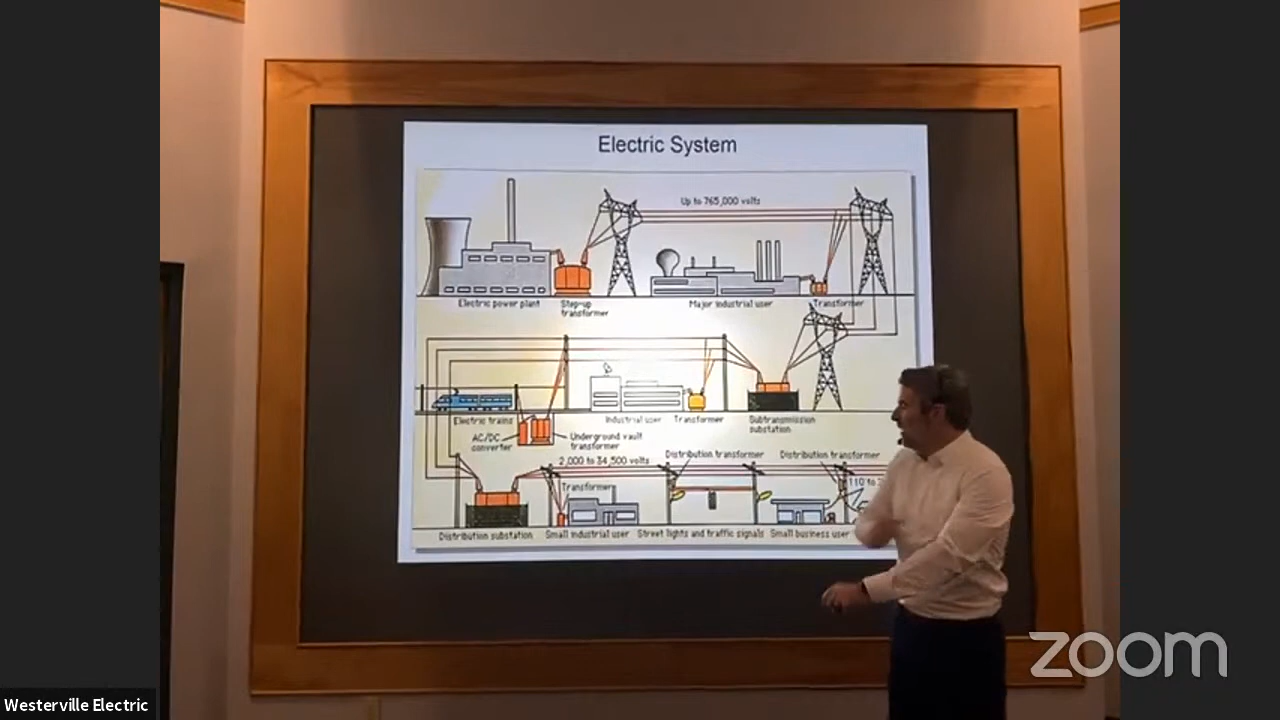 Electric System
Up to 765,000 volts
Electric power plant
Step-up
transformer
Major industrial user
Transformer
Electric trains
Industrial user
Transformer
Subtransmission
substation
AC/DC
converter
Underground vault
transformer
2,000 to 34,500 volts
Distribution transformer
Distribution transformer
Transformer
110 to
Distribution substation
Small industrial user
Street lights and traffic signals
Small business user
zoom
Westerville Electric